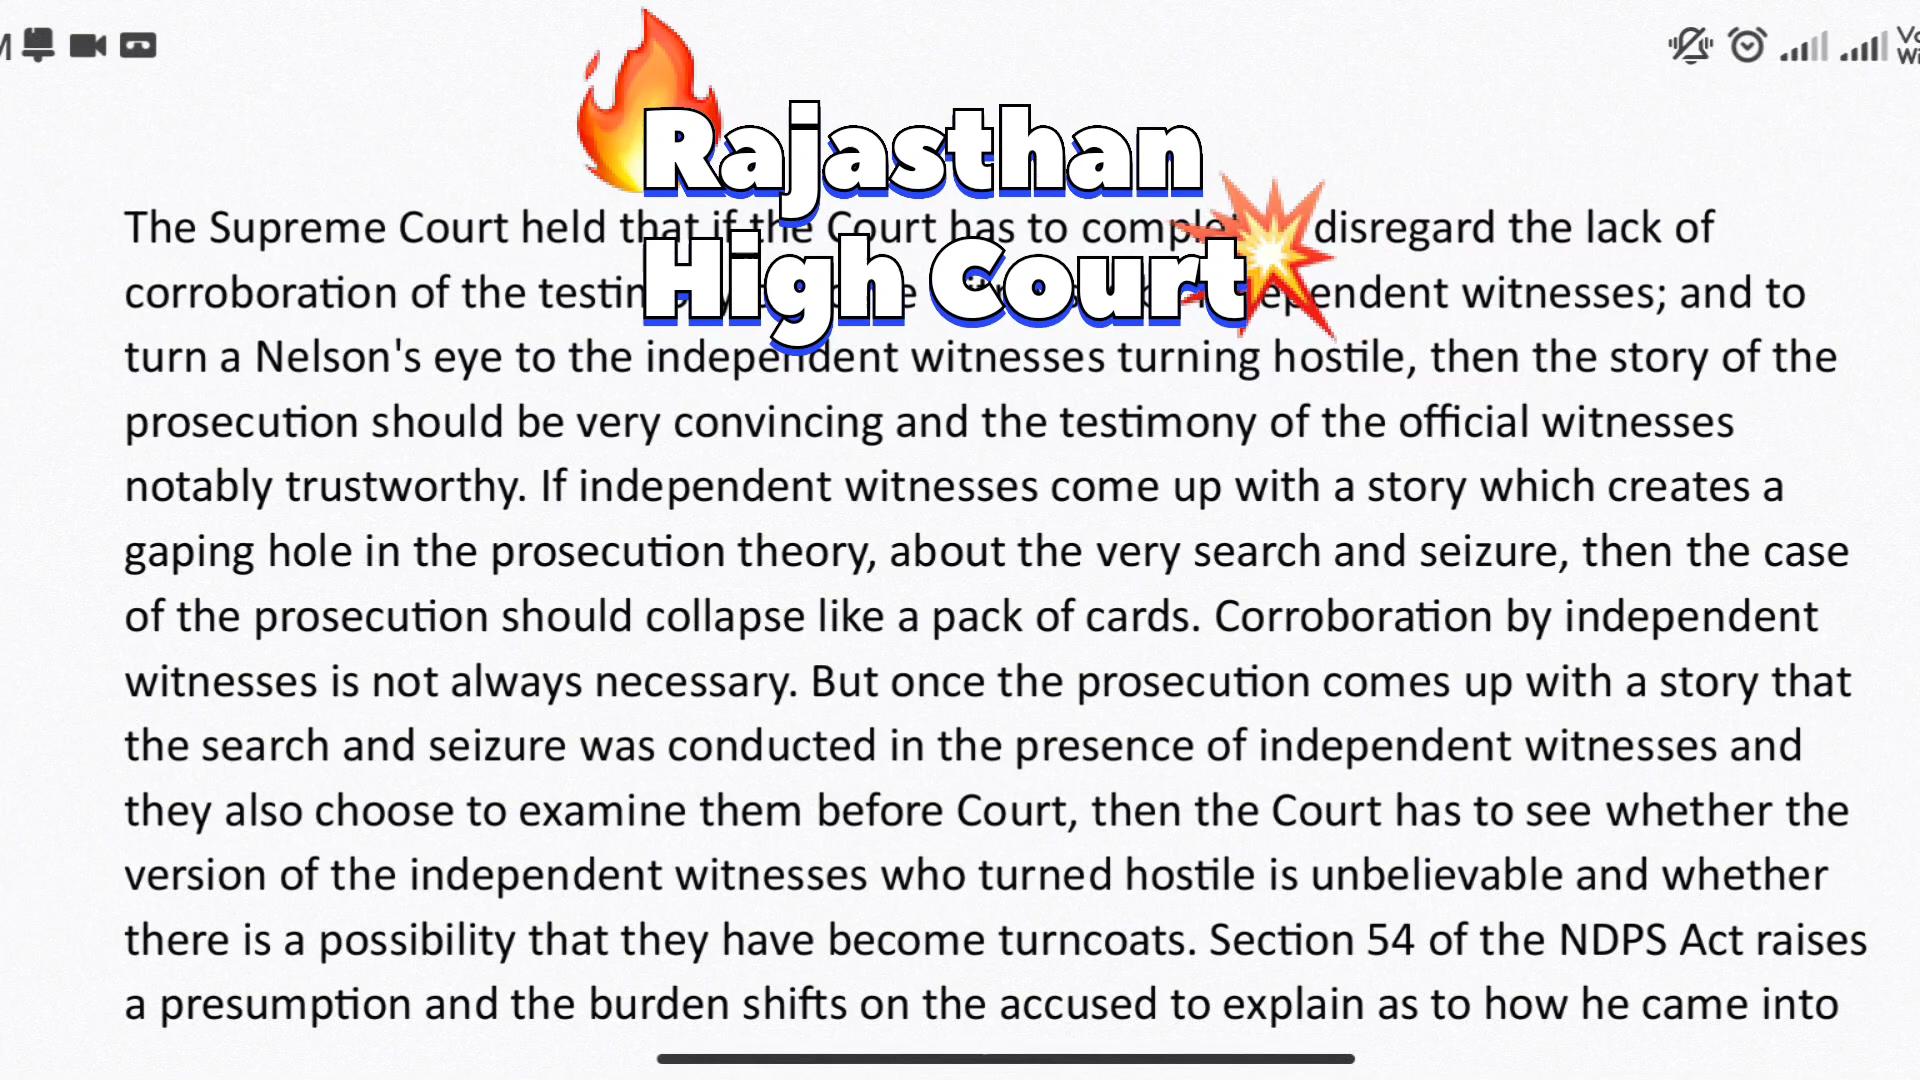 M
Vo
Wi
Rajasthan
High Court
The Supreme Court held that if the Court has to disregard the lack of
corroboration of the witnesses; and to
turn a Nelson's eye to the independent witnesses turning hostile, then the story of the
prosecution should be very convincing and the testimony of the official witnesses
notably trustworthy. If independent witnesses come up with a story which creates a
gaping hole in the prosecution theory, about the very search and seizure, then the case
of the prosecution should collapse like a pack of cards. Corroboration by independent
witnesses is not always necessary. But once the prosecution comes up with a story that
the search and seizure was conducted in the presence of independent witnesses and
they also choose to examine them before Court, then the Court has to see whether the
version of the independent witnesses who turned hostile is unbelievable and whether
there is a possibility that they have become turncoats. Section 54 of the NDPS Act raises
a presumption and the burden shifts on the accused to explain as to how he came into